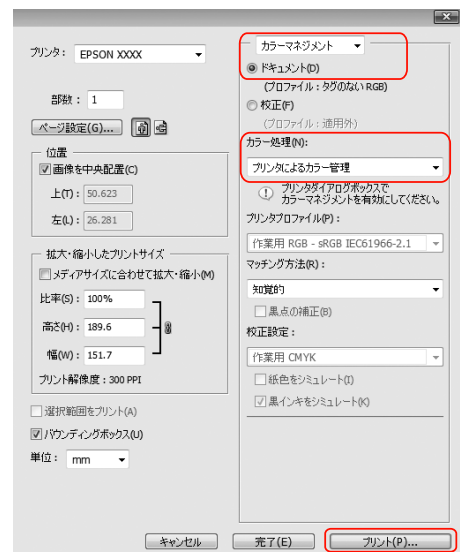 プリンタ: EPSON XXXX
部数: 1
ページ設定(G)...
位置
画像を中央配置(C)
上(T): 50.623
左(L): 26.281
拡大・縮小したプリントサイズ
メディアサイズに合わせて拡大・縮小(M)
比率(S): 100%
高さ(H): 189.6
幅(W): 151.7
プリント解像度:300 PPI
選択範囲をプリント(A)
バウンディングボックス(U)
単位: mm
カラーマネジメント
ドキュメント(D)
(プロファイル:タグのない RGB)
校正(F)
(プロファイル:適用外)
カラー処理(N):
プリンタによるカラー管理
プリンタダイアログボックスで
カラーマネジメントを有効にしてください。
プリンタプロファイル(P):
作業用 RGB - sRGB IEC61966-2.1
マッチング方法(R):
知覚的
黒点の補正(B)
校正設定:
作業用 CMYK
紙色をシミュレート(I)
黒インキをシミュレート(K)
キャンセル
完了(E)
プリント(P)...